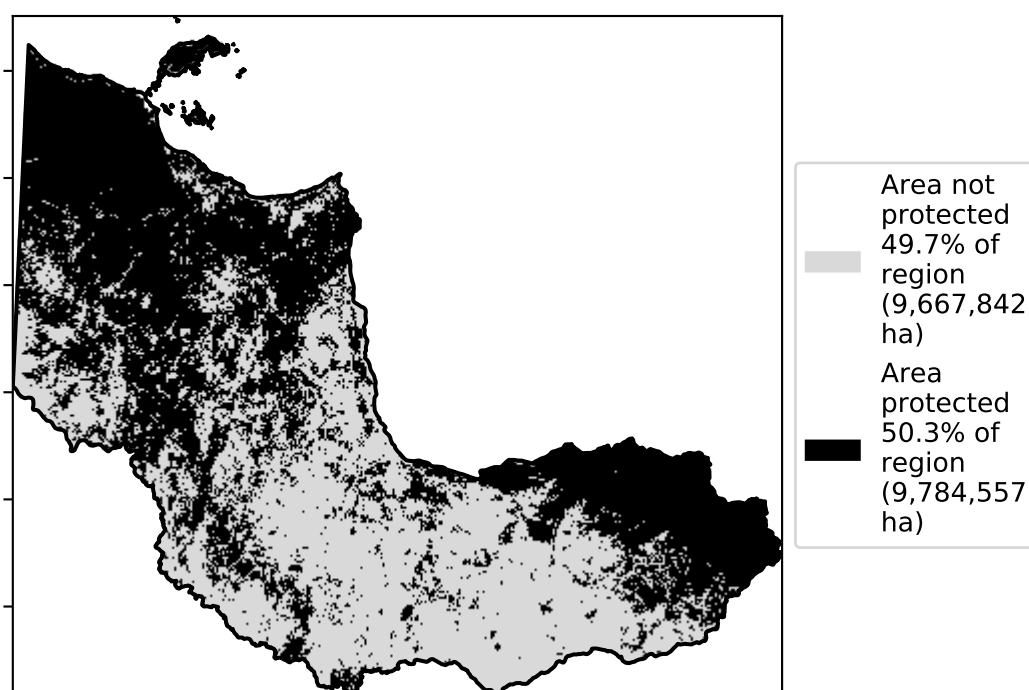 Area not
protected
49.7% of
region
(9,667,842
ha)
Area
protected
50.3% of
region
(9,784,557
ha)